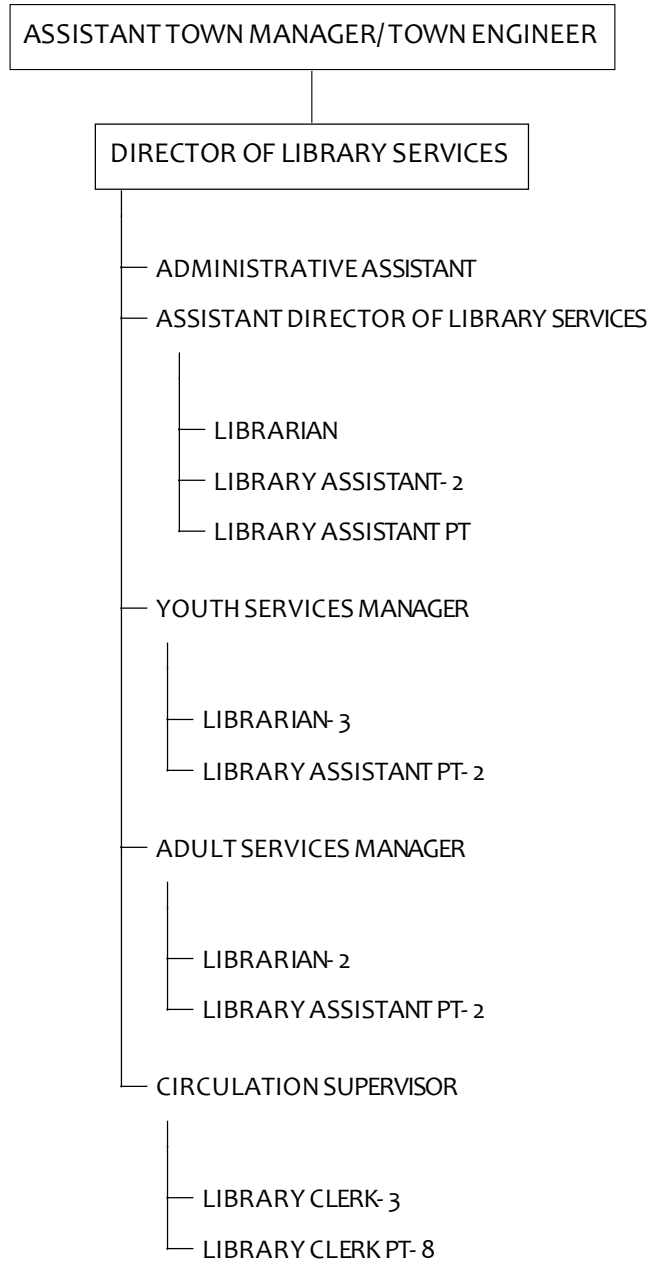 ASSISTANT TOWN MANAGER/ TOWN ENGINEER
DIRECTOR OF LIBRARY SERVICES
ADMINISTRATIVE ASSISTANT
ASSISTANT DIRECTOR OF LIBRARY SERVICES
LIBRARIAN
LIBRARY ASSISTANT- 2
LIBRARY ASSISTANT PT
YOUTH SERVICES MANAGER
LIBRARIAN- 3
LIBRARY ASSISTANT PT- 2
ADULT SERVICES MANAGER
LIBRARIAN- 2
LIBRARY ASSISTANT PT- 2
CIRCULATION SUPERVISOR
LIBRARY CLERK- 3
LIBRARY CLERK PT- 8